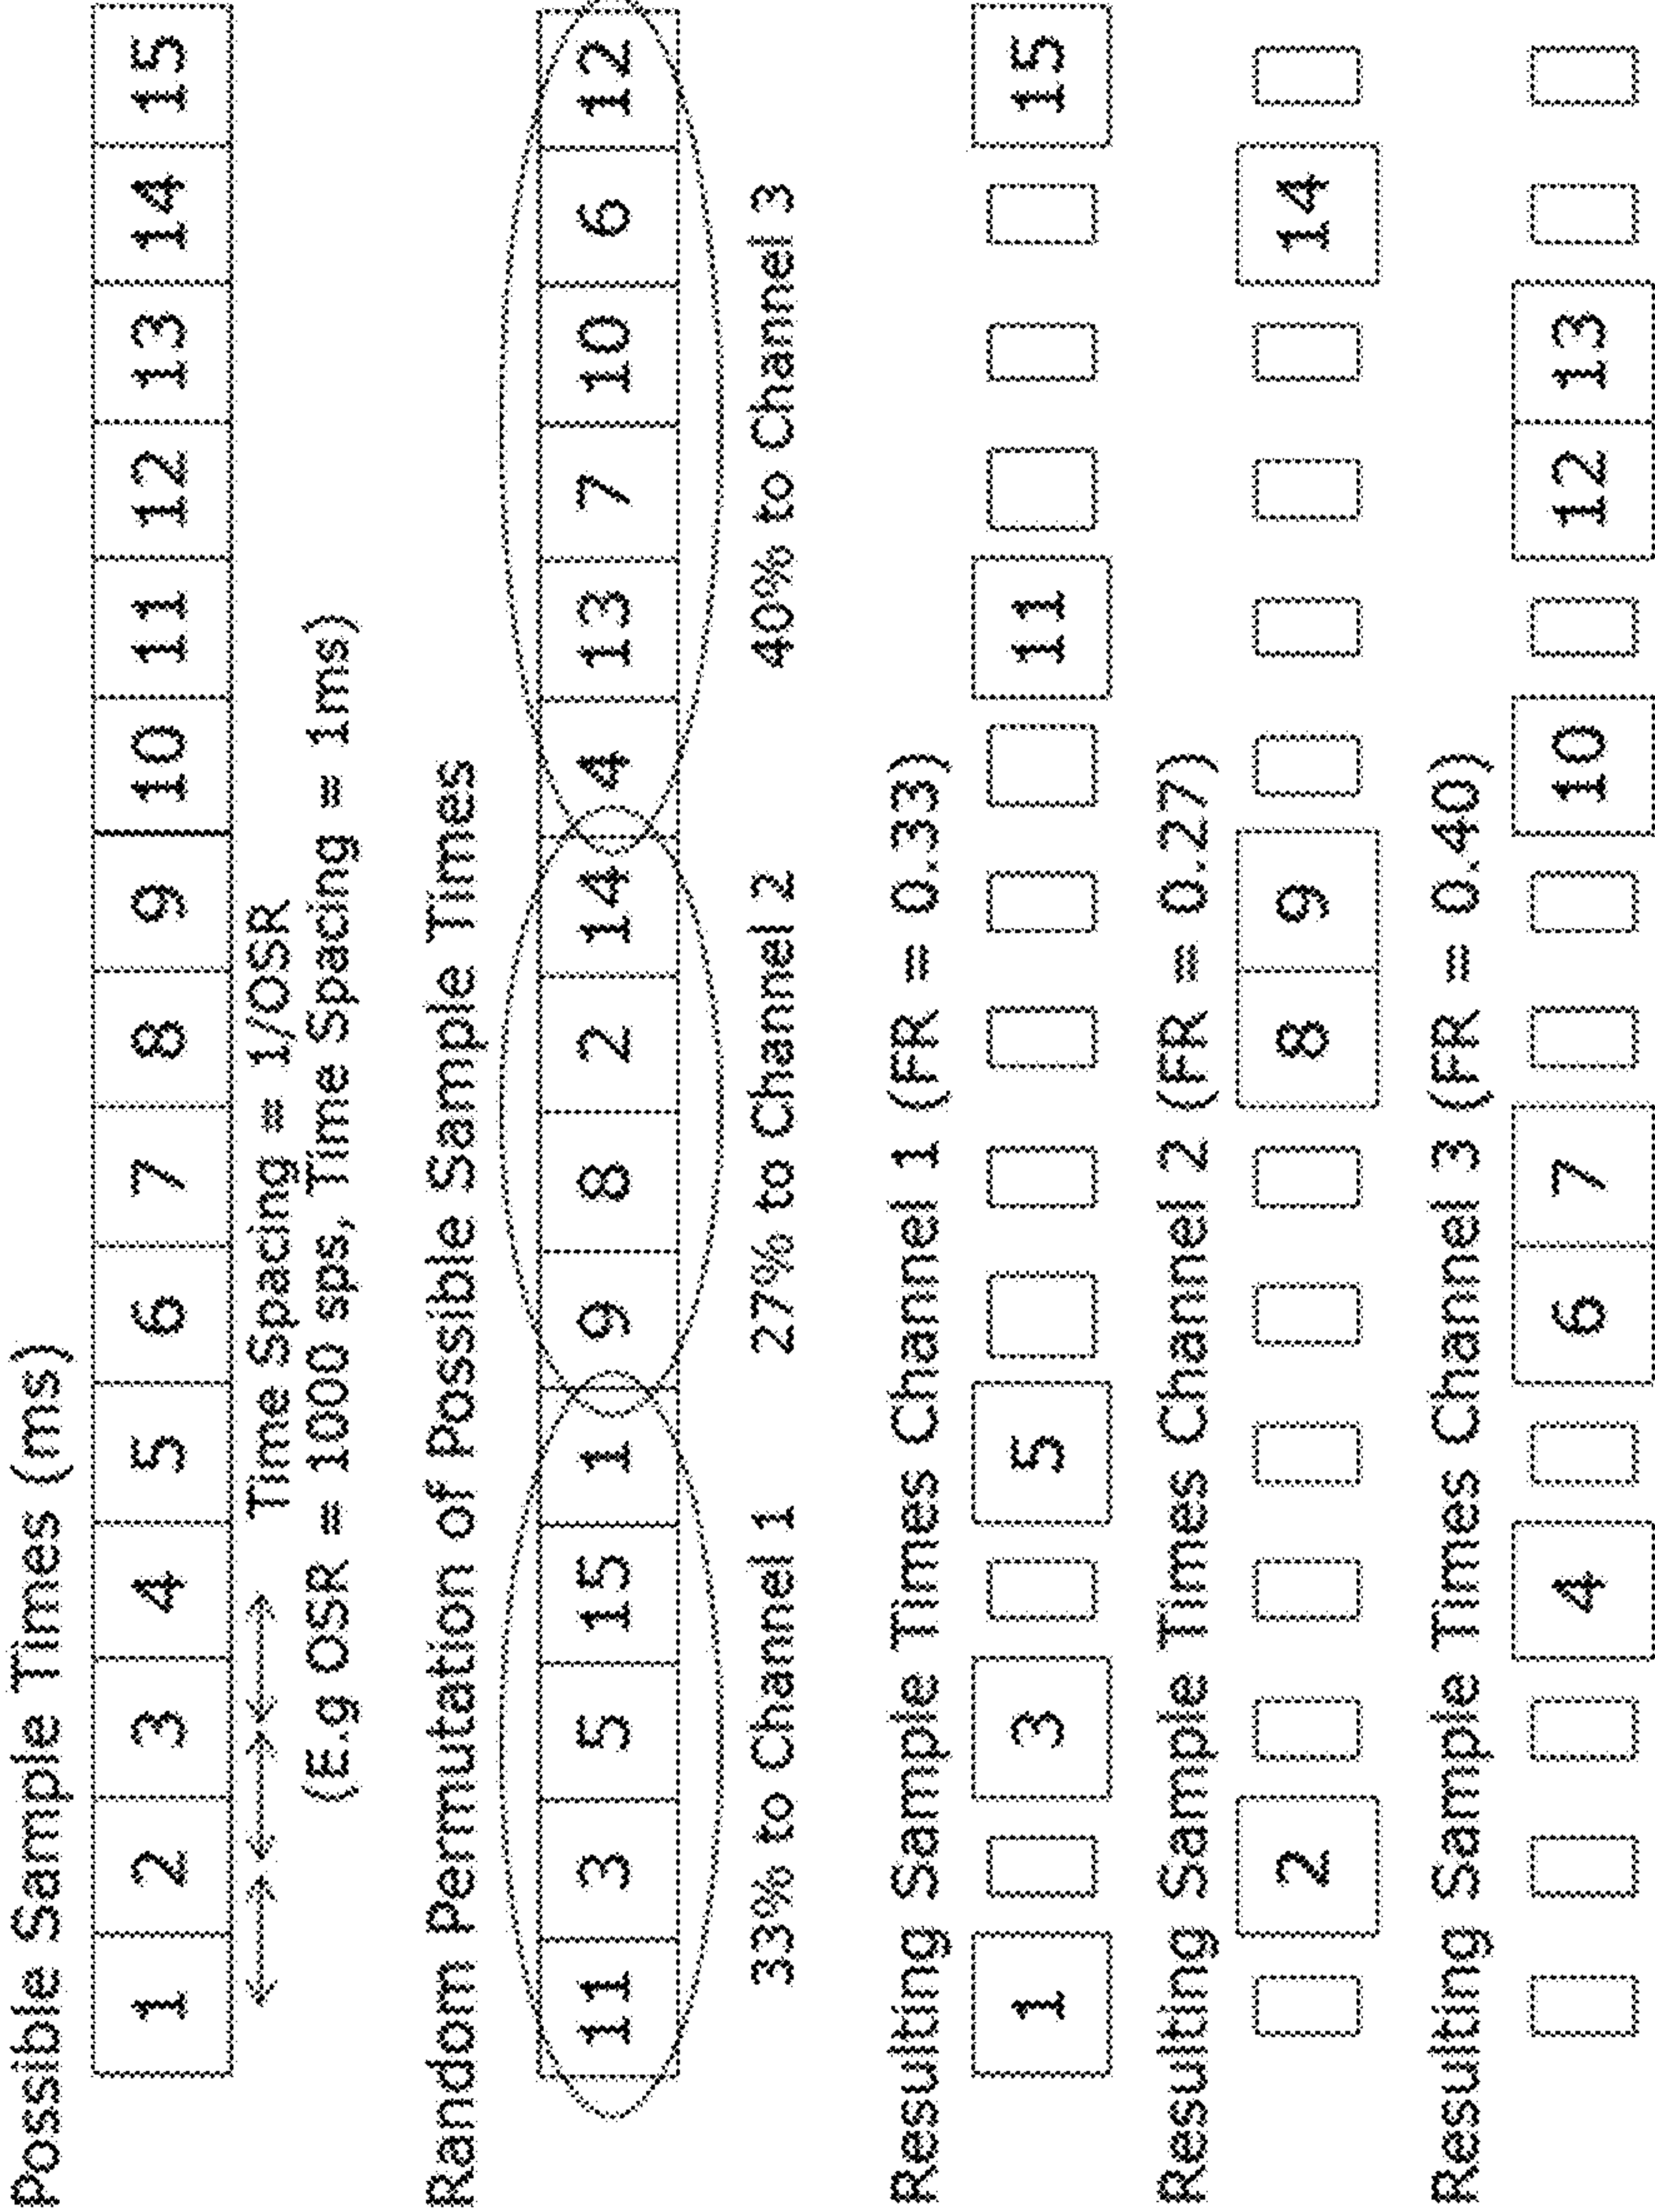 Possible Sample Times (ms)
1 2 3 4 5 6 7 8 9 10 11 12 13 14 15
Time Spacing = 1/OSR
(E.g OSR = 1000 sps, Time Spacing = 1ms)
Random Permutation of Possible Sample Times
11 3 5 15 1 9 8 2 14 4 13 7 10 6 12
33% to Channel 1 27% to Channel 2 40% to Channel 3
Resulting Sample Times Channel 1 (FR = 0.33)
1 3 5 11 15
Resulting Sample Times Channel 2 (FR = 0.27)
2 8 9 14
Resulting Sample Times Channel 3 (FR = 0.40)
4 6 7 10 12 13